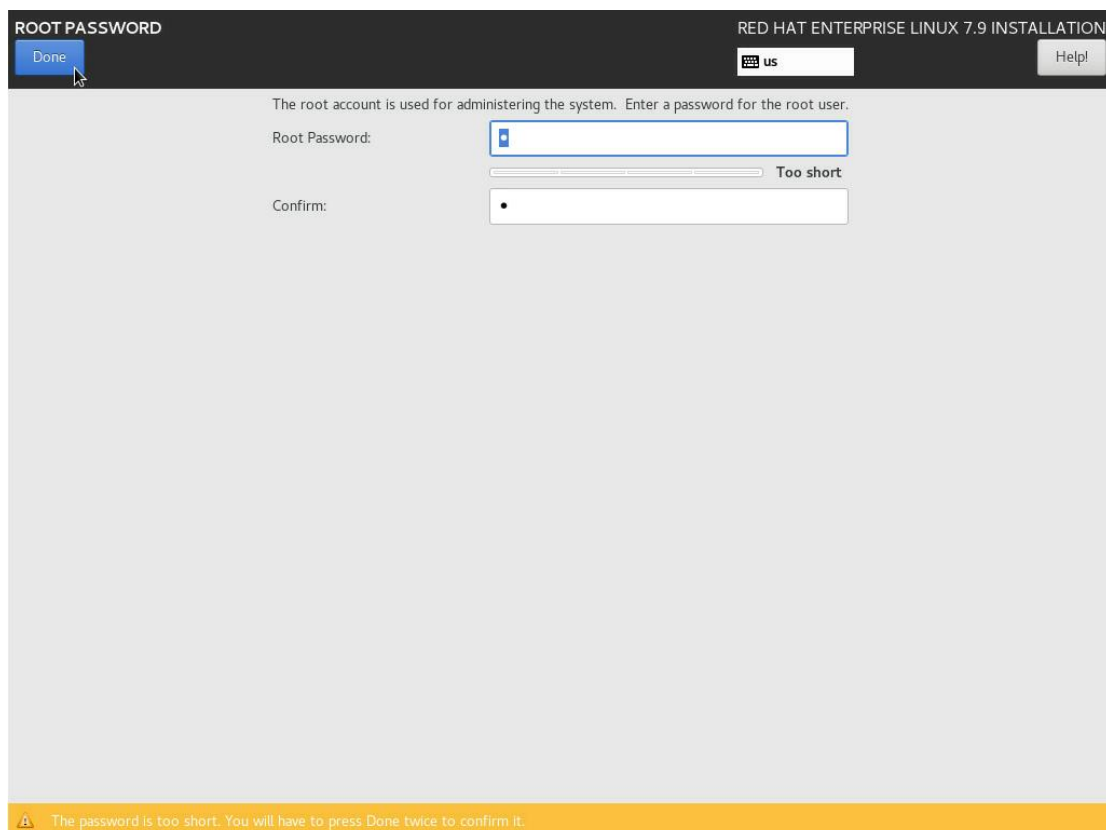 ROOT PASSWORD
RED HAT ENTERPRISE LINUX 7.9 INSTALLATION
Done
us
Help!
The root account is used for administering the system. Enter a password for the root user.
Root Password:
Too short
Confirm:
The password is too short. You will have to press Done twice to confirm it.